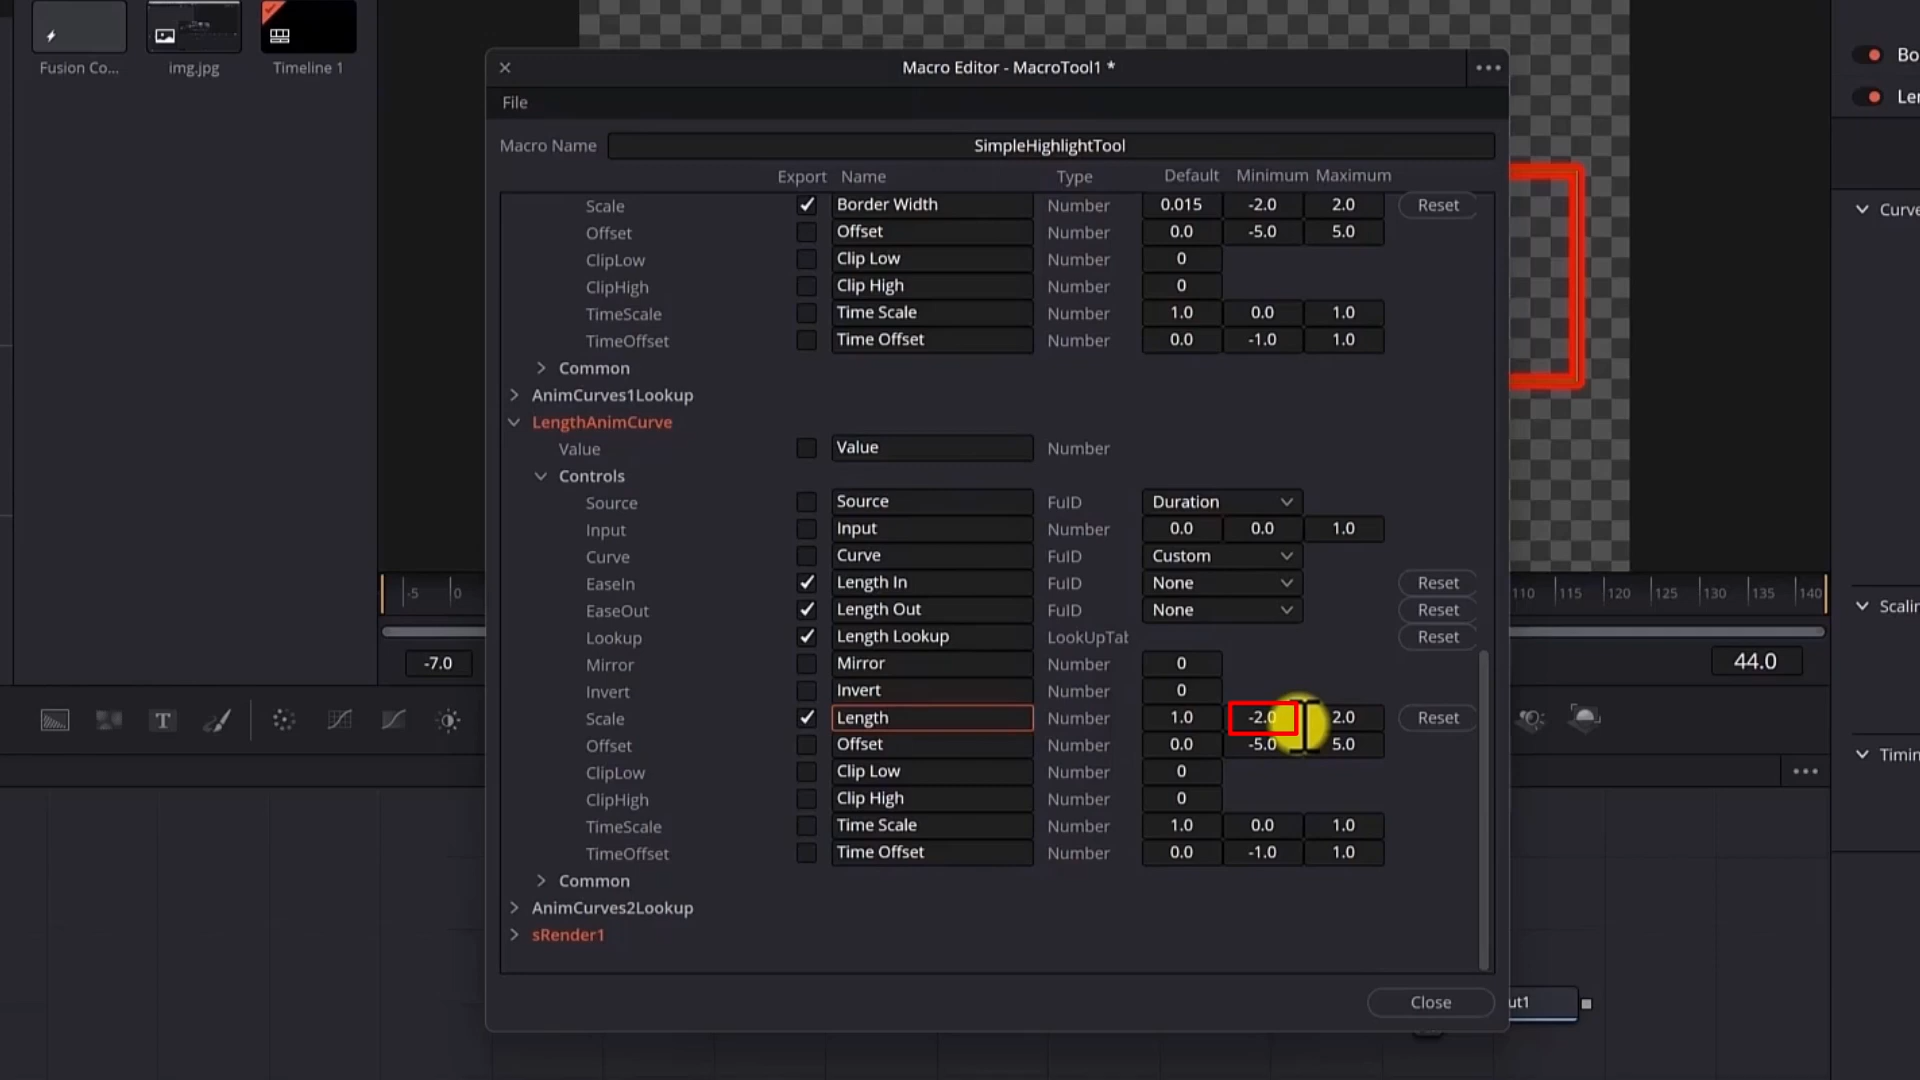 Fusion Co...
img.jpg
Timeline 1
Macro Editor - MacroTool1 *
File
Macro Name
SimpleHighlightTool
Export Name Type Default Minimum Maximum
Scale Border Width Number 0.015 -2.0 2.0 Reset
Offset Offset Number 0.0 -5.0 5.0
ClipLow Clip Low Number 0
ClipHigh Clip High Number 0
TimeScale Time Scale Number 1.0 0.0 1.0
TimeOffset Time Offset Number 0.0 -1.0 1.0
Common
AnimCurves1Lookup
LengthAnimCurve
Value Value Number
Controls
Source Source FuID Duration
Input Input Number 0.0 0.0 1.0
Curve Curve FuID Custom
EaseIn Length In FuID None Reset
EaseOut Length Out FuID None Reset
Lookup Length Lookup LookUpTab Reset
Mirror Mirror Number 0
Invert Invert Number 0
Scale Length Number 1.0 -2.0 2.0 Reset
Offset Offset Number 0.0 -5.0 5.0
ClipLow Clip Low Number 0
ClipHigh Clip High Number 0
TimeScale Time Scale Number 1.0 0.0 1.0
TimeOffset Time Offset Number 0.0 -1.0 1.0
Common
AnimCurves2Lookup
sRender1
Close
-5 0
110 115 120 125 130 135 140
-7.0
44.0
T
Bo
Len
Curve
Scalin
Timin
ut1